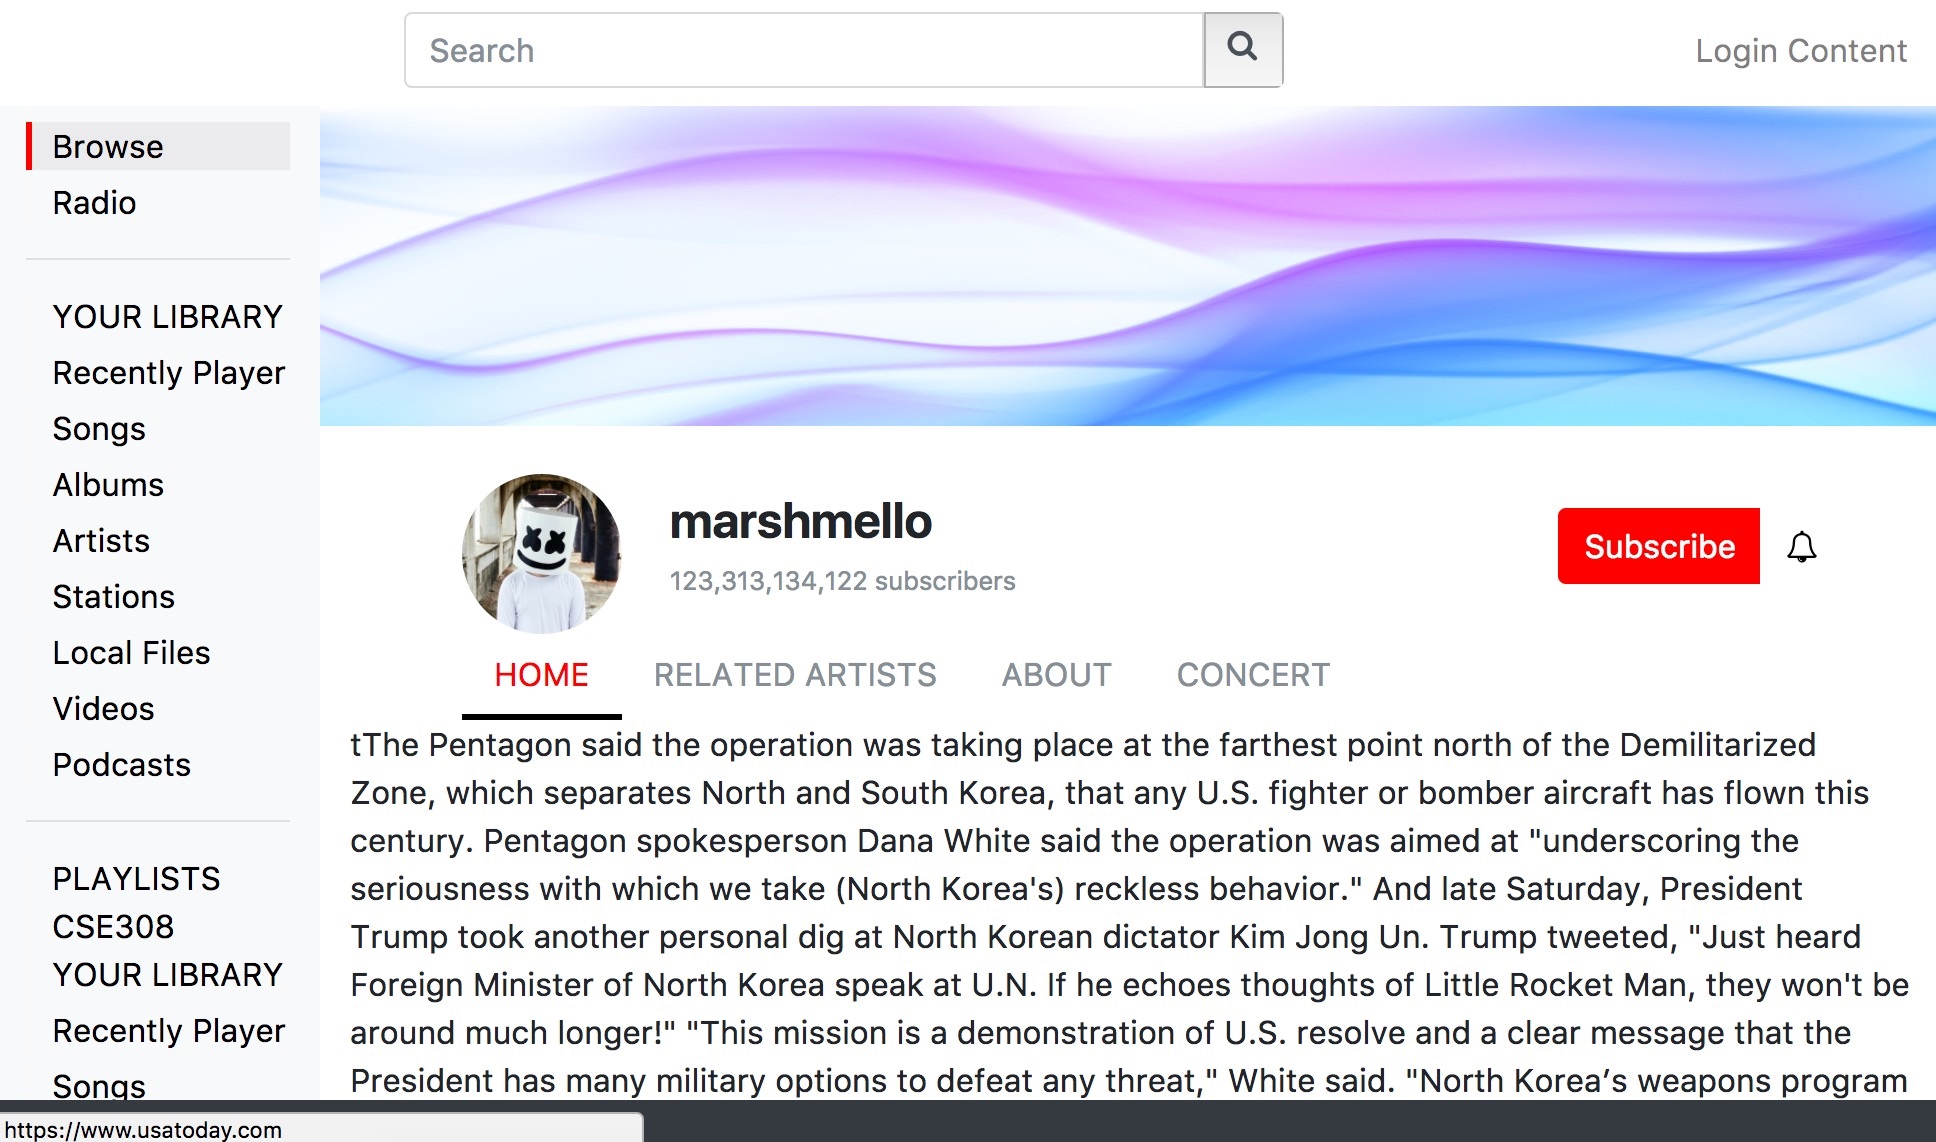 Search
Login Content
Browse
Radio
YOUR LIBRARY
Recently Player
Songs
Albums
Artists
Stations
Local Files
Videos
Podcasts
PLAYLISTS
CSE308
YOUR LIBRARY
Recently Player
Songs
marshmello
123,313,134,122 subscribers
Subscribe
HOME RELATED ARTISTS ABOUT CONCERT
tThe Pentagon said the operation was taking place at the farthest point north of the Demilitarized
Zone, which separates North and South Korea, that any U.S. fighter or bomber aircraft has flown this
century. Pentagon spokesperson Dana White said the operation was aimed at "underscoring the
seriousness with which we take (North Korea's) reckless behavior." And late Saturday, President
Trump took another personal dig at North Korean dictator Kim Jong Un. Trump tweeted, "Just heard
Foreign Minister of North Korea speak at U.N. If he echoes thoughts of Little Rocket Man, they won't be
around much longer!" "This mission is a demonstration of U.S. resolve and a clear message that the
President has many military options to defeat any threat," White said. "North Korea’s weapons program
https://www.usatoday.com